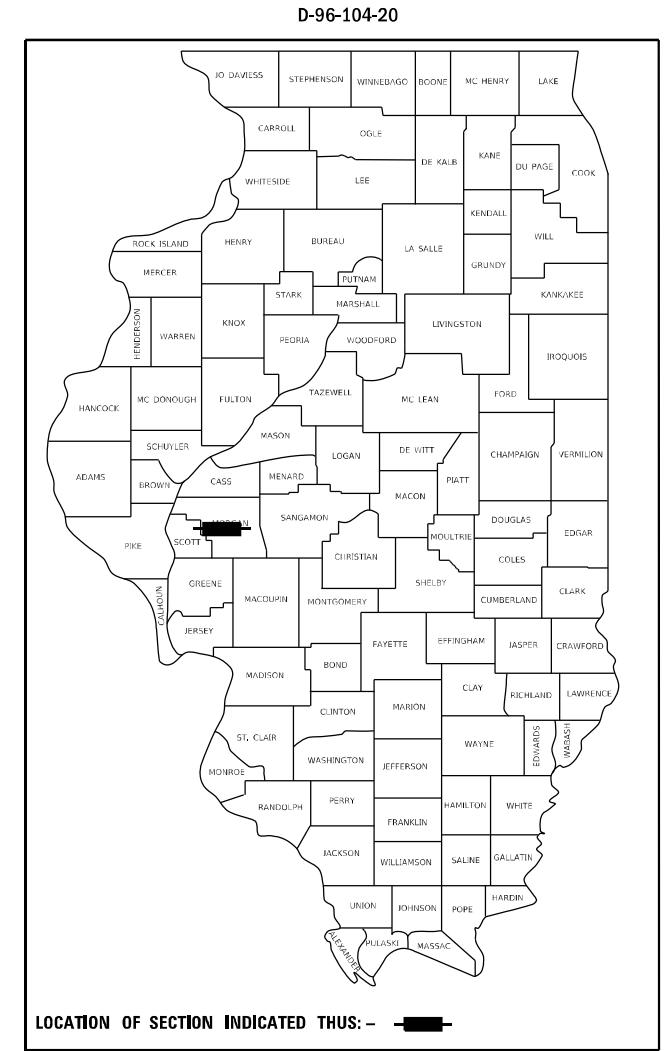 D-96-104-20
JO DAVIESS
STEPHENSON
WINNEBAGO
BOONE
MC HENRY
LAKE
CARROLL
OGLE
DE KALB
KANE
DU PAGE
COOK
WHITESIDE
LEE
KENDALL
ROCK ISLAND
HENRY
BUREAU
LA SALLE
WILL
GRUNDY
MERCER
PUTNAM
STARK
MARSHALL
KANKAKEE
HENDERSON
WARREN
KNOX
PEORIA
WOODFORD
LIVINGSTON
IROQUOIS
HANCOCK
MC DONOUGH
FULTON
TAZEWELL
MC LEAN
FORD
MASON
SCHUYLER
LOGAN
DE WITT
CHAMPAIGN
VERMILION
ADAMS
BROWN
CASS
MENARD
PIATT
MACON
SANGAMON
MORGAN
DOUGLAS
PIKE
SCOTT
MOULTRIE
EDGAR
CHRISTIAN
COLES
GREENE
SHELBY
CALHOUN
MACOUPIN
MONTGOMERY
CUMBERLAND
CLARK
JERSEY
FAYETTE
EFFINGHAM
JASPER
CRAWFORD
MADISON
BOND
CLAY
RICHLAND
LAWRENCE
CLINTON
MARION
ST. CLAIR
WAYNE
EDWARDS
WABASH
MONROE
WASHINGTON
JEFFERSON
RANDOLPH
PERRY
HAMILTON
WHITE
FRANKLIN
JACKSON
WILLIAMSON
SALINE
GALLATIN
UNION
JOHNSON
POPE
HARDIN
ALEXANDER
PULASKI
MASSAC
LOCATION OF SECTION INDICATED THUS: –